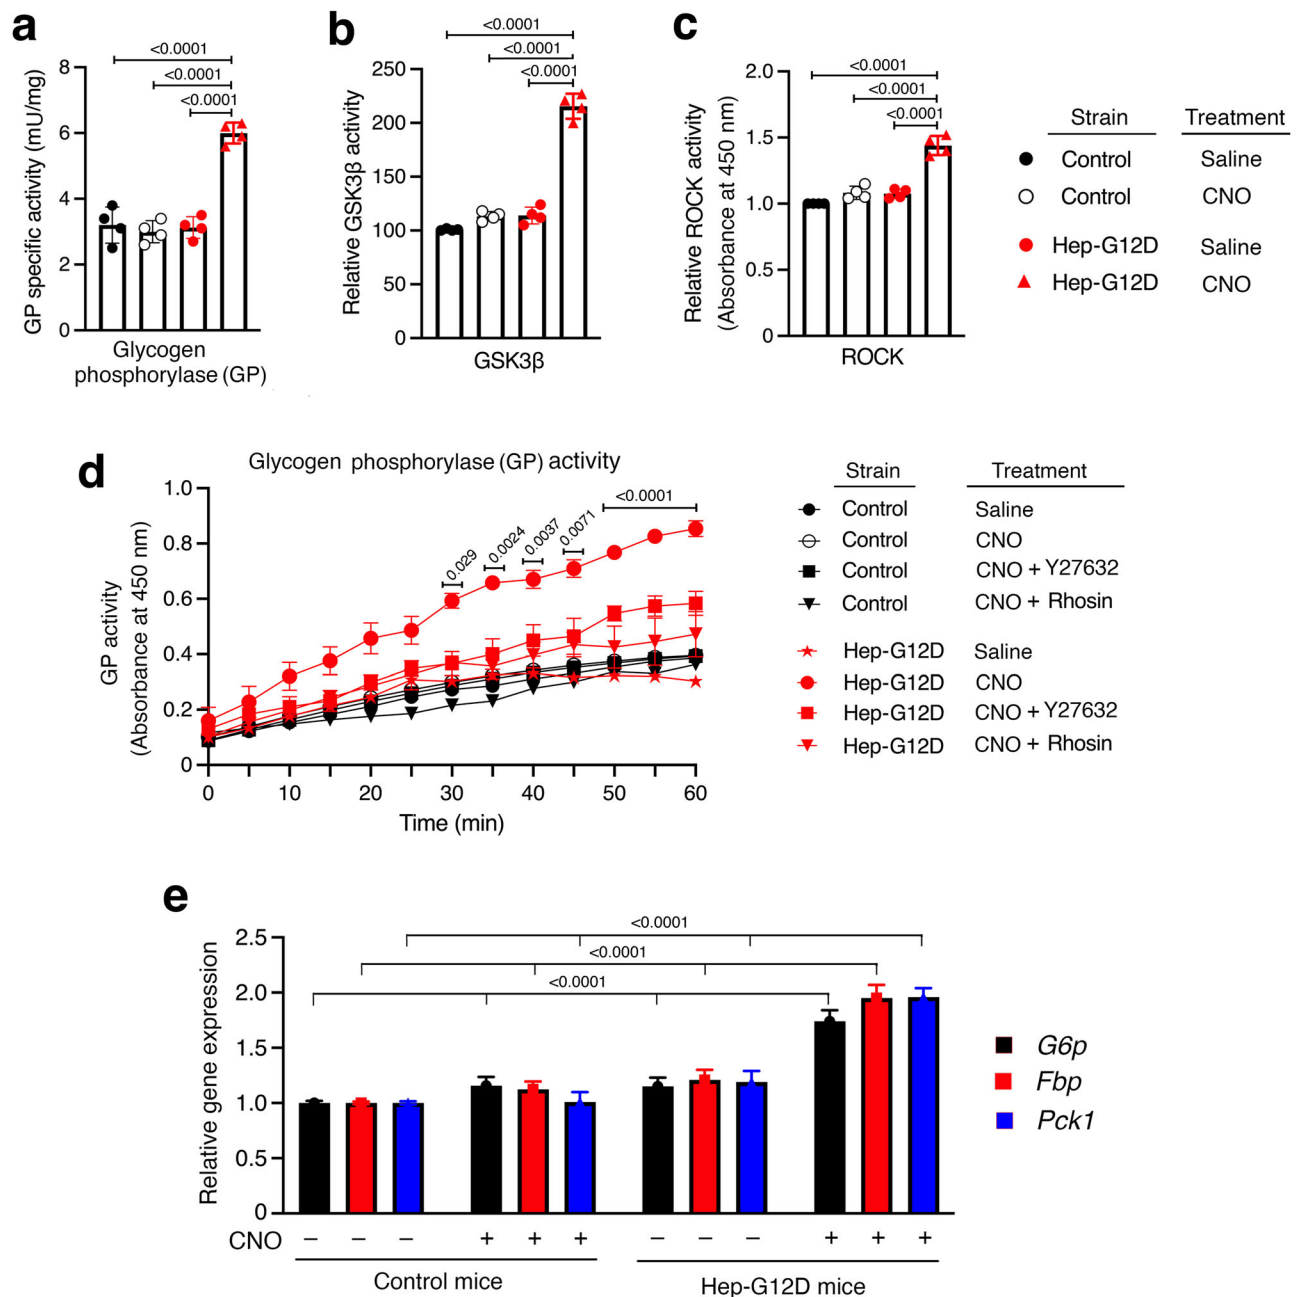 a
GP specific activity (mU/mg)
8
6
4
2
0
<0.0001
<0.0001
<0.0001
Glycogen
phosphorylase (GP)
b
Relative GSK3β activity
250
200
150
100
50
0
<0.0001
<0.0001
<0.0001
GSK3β
c
Relative ROCK activity
(Absorbance at 450 nm)
2.0
1.5
1.0
0.5
0
<0.0001
<0.0001
<0.0001
ROCK
Strain Treatment
Control Saline
Control CNO
Hep-G12D Saline
Hep-G12D CNO
d
Glycogen phosphorylase (GP) activity
GP activity
(Absorbance at 450 nm)
1.0
0.8
0.6
0.4
0.2
0
0.029
0.0024
0.0037
0.0071
<0.0001
0 10 20 30 40 50 60
Time (min)
Strain Treatment
Control Saline
Control CNO
Control CNO + Y27632
Control CNO + Rhosin
Hep-G12D Saline
Hep-G12D CNO
Hep-G12D CNO + Y27632
Hep-G12D CNO + Rhosin
e
Relative gene expression
2.5
2.0
1.5
1.0
0.5
0
<0.0001
<0.0001
<0.0001
CNO – – – + + + – – – + + +
Control mice Hep-G12D mice
G6p
Fbp
Pck1